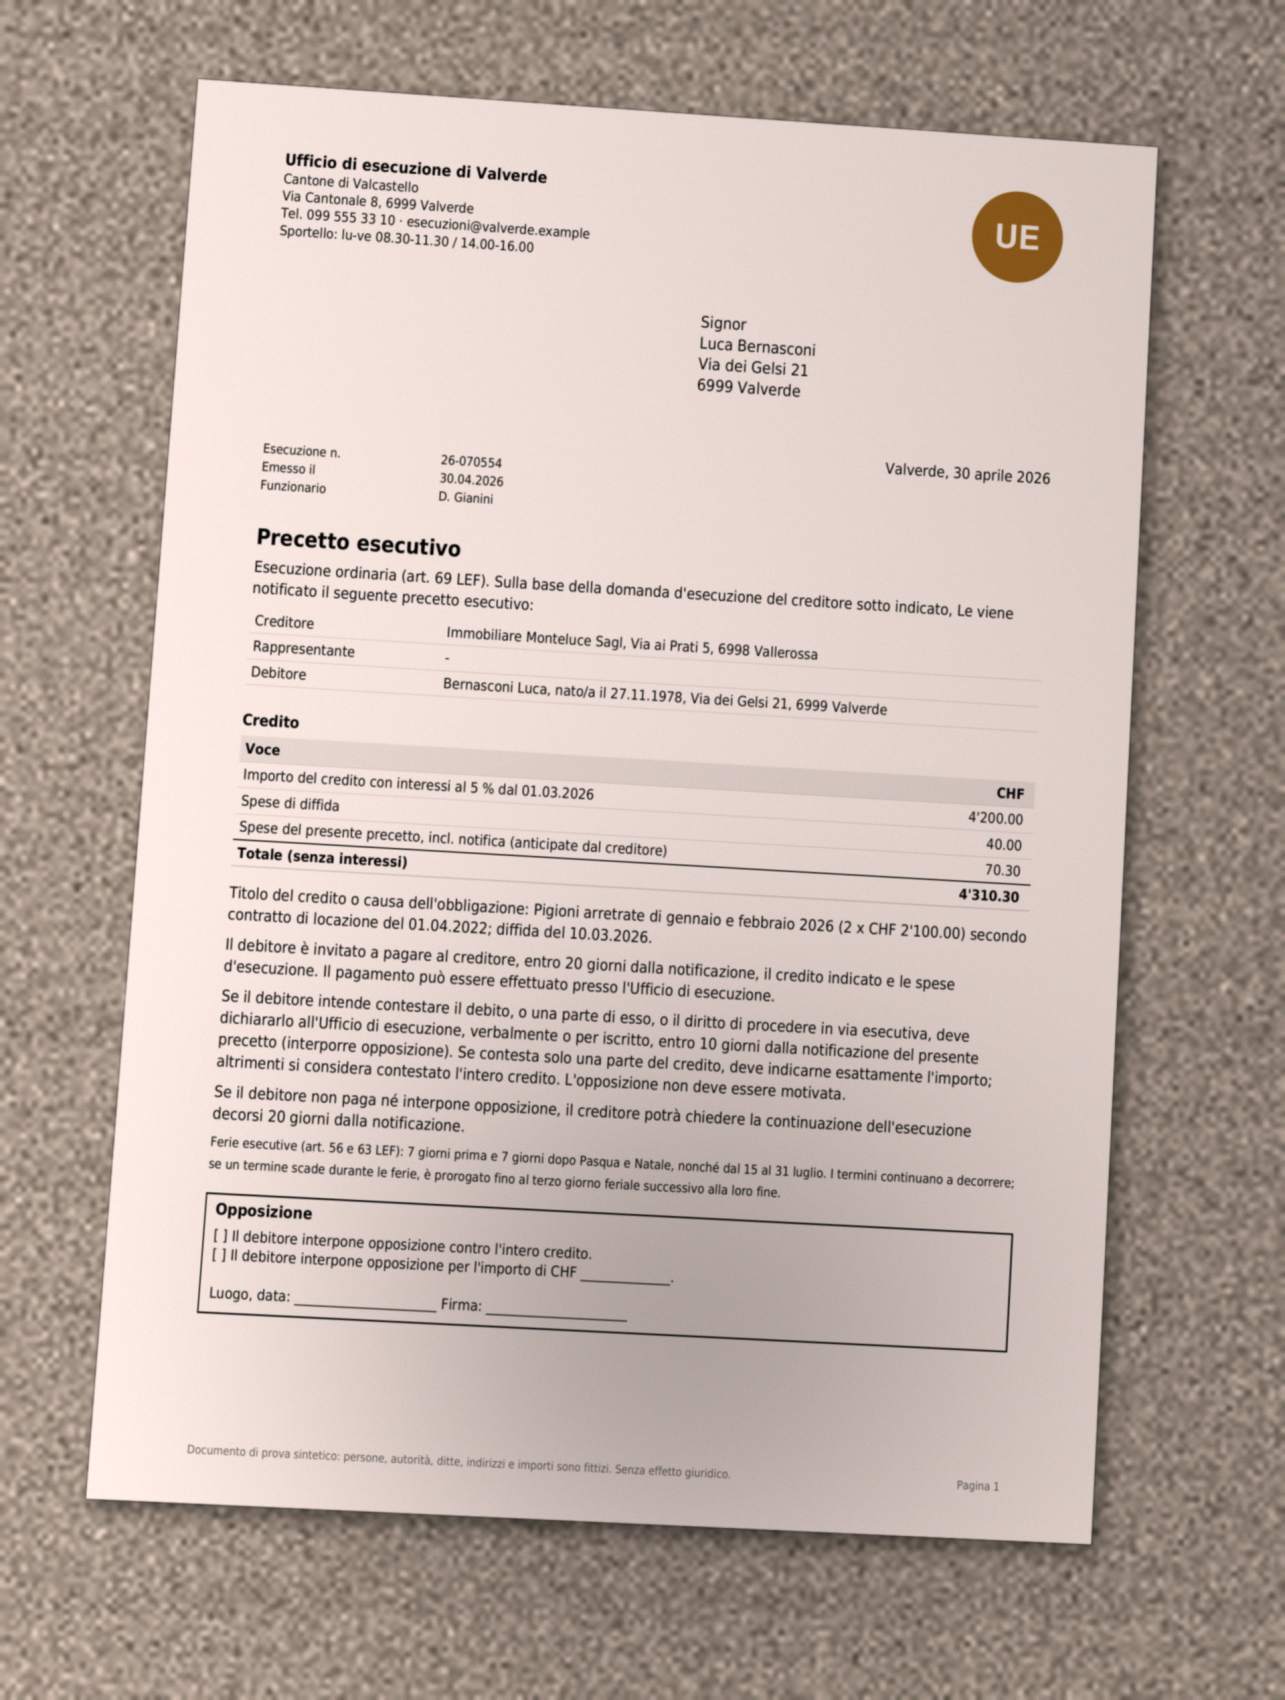 Ufficio di esecuzione di Valverde
Cantone di Valcastello
Via Cantonale 8, 6999 Valverde
Tel. 099 555 33 10 · esecuzioni@valverde.example
Sportello: lu-ve 08.30-11.30 / 14.00-16.00
UE
Signor
Luca Bernasconi
Via dei Gelsi 21
6999 Valverde
Esecuzione n. 26-070554
Emesso il 30.04.2026
Funzionario D. Gianini
Valverde, 30 aprile 2026
Precetto esecutivo
Esecuzione ordinaria (art. 69 LEF). Sulla base della domanda d'esecuzione del creditore sotto indicato, Le viene
notificato il seguente precetto esecutivo:
Creditore Immobiliare Monteluce Sagl, Via ai Prati 5, 6998 Vallerossa
Rappresentante -
Debitore Bernasconi Luca, nato/a il 27.11.1978, Via dei Gelsi 21, 6999 Valverde
Credito
Voce CHF
Importo del credito con interessi al 5 % dal 01.03.2026 4'200.00
Spese di diffida 40.00
Spese del presente precetto, incl. notifica (anticipate dal creditore) 70.30
Totale (senza interessi) 4'310.30
Titolo del credito o causa dell'obbligazione: Pigioni arretrate di gennaio e febbraio 2026 (2 x CHF 2'100.00) secondo
contratto di locazione del 01.04.2022; diffida del 10.03.2026.
Il debitore è invitato a pagare al creditore, entro 20 giorni dalla notificazione, il credito indicato e le spese
d'esecuzione. Il pagamento può essere effettuato presso l'Ufficio di esecuzione.
Se il debitore intende contestare il debito, o una parte di esso, o il diritto di procedere in via esecutiva, deve
dichiararlo all'Ufficio di esecuzione, verbalmente o per iscritto, entro 10 giorni dalla notificazione del presente
precetto (interporre opposizione). Se contesta solo una parte del credito, deve indicarne esattamente l'importo;
altrimenti si considera contestato l'intero credito. L'opposizione non deve essere motivata.
Se il debitore non paga né interpone opposizione, il creditore potrà chiedere la continuazione dell'esecuzione
decorsi 20 giorni dalla notificazione.
Ferie esecutive (art. 56 e 63 LEF): 7 giorni prima e 7 giorni dopo Pasqua e Natale, nonché dal 15 al 31 luglio. I termini continuano a decorrere;
se un termine scade durante le ferie, è prorogato fino al terzo giorno feriale successivo alla loro fine.
Opposizione
[ ] Il debitore interpone opposizione contro l'intero credito.
[ ] Il debitore interpone opposizione per l'importo di CHF ____________.
Luogo, data: ___________________ Firma: ___________________
Documento di prova sintetico: persone, autorità, ditte, indirizzi e importi sono fittizi. Senza effetto giuridico.
Pagina 1